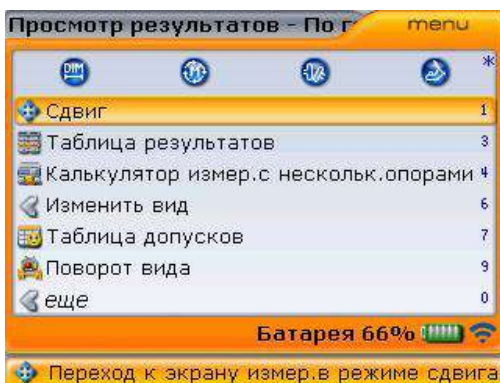 Просмотр результатов - По г menu
DIM
*
Сдвиг 1
Таблица результатов 3
Калькулятор измер.с нескольк.опорами 4
Изменить вид 6
Таблица допусков 7
Поворот вида 9
еще 0
Батарея 66%
Переход к экрану измер.в режиме сдвига